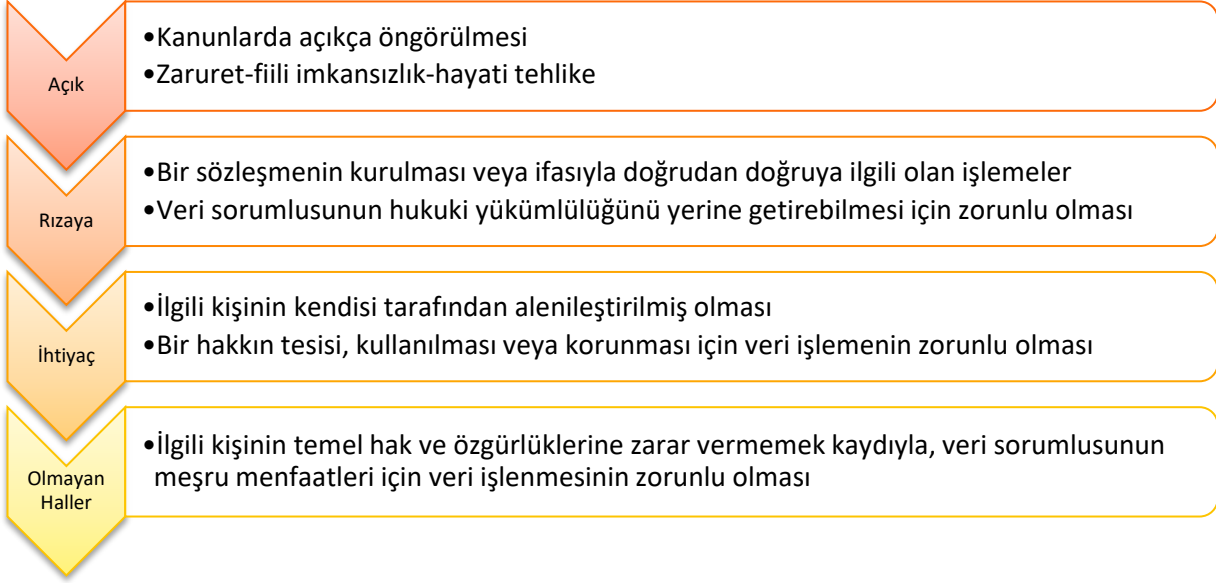 Açık
•Kanunlarda açıkça öngörülmesi
•Zaruret-fiili imkansızlık-hayati tehlike
Rızaya
•Bir sözleşmenin kurulması veya ifasıyla doğrudan doğruya ilgili olan işlemeler
•Veri sorumlusunun hukuki yükümlülüğünü yerine getirebilmesi için zorunlu olması
İhtiyaç
•İlgili kişinin kendisi tarafından alenileştirilmiş olması
•Bir hakkın tesisi, kullanılması veya korunması için veri işlemenin zorunlu olması
Olmayan
Haller
•İlgili kişinin temel hak ve özgürlüklerine zarar vermemek kaydıyla, veri sorumlusunun
meşru menfaatleri için veri işlenmesinin zorunlu olması